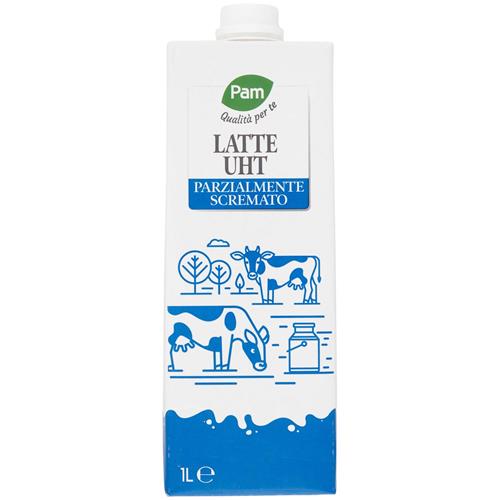 Pam
Qualità per te
LATTE
UHT
PARZIALMENTE
SCREMATO
1L ℮